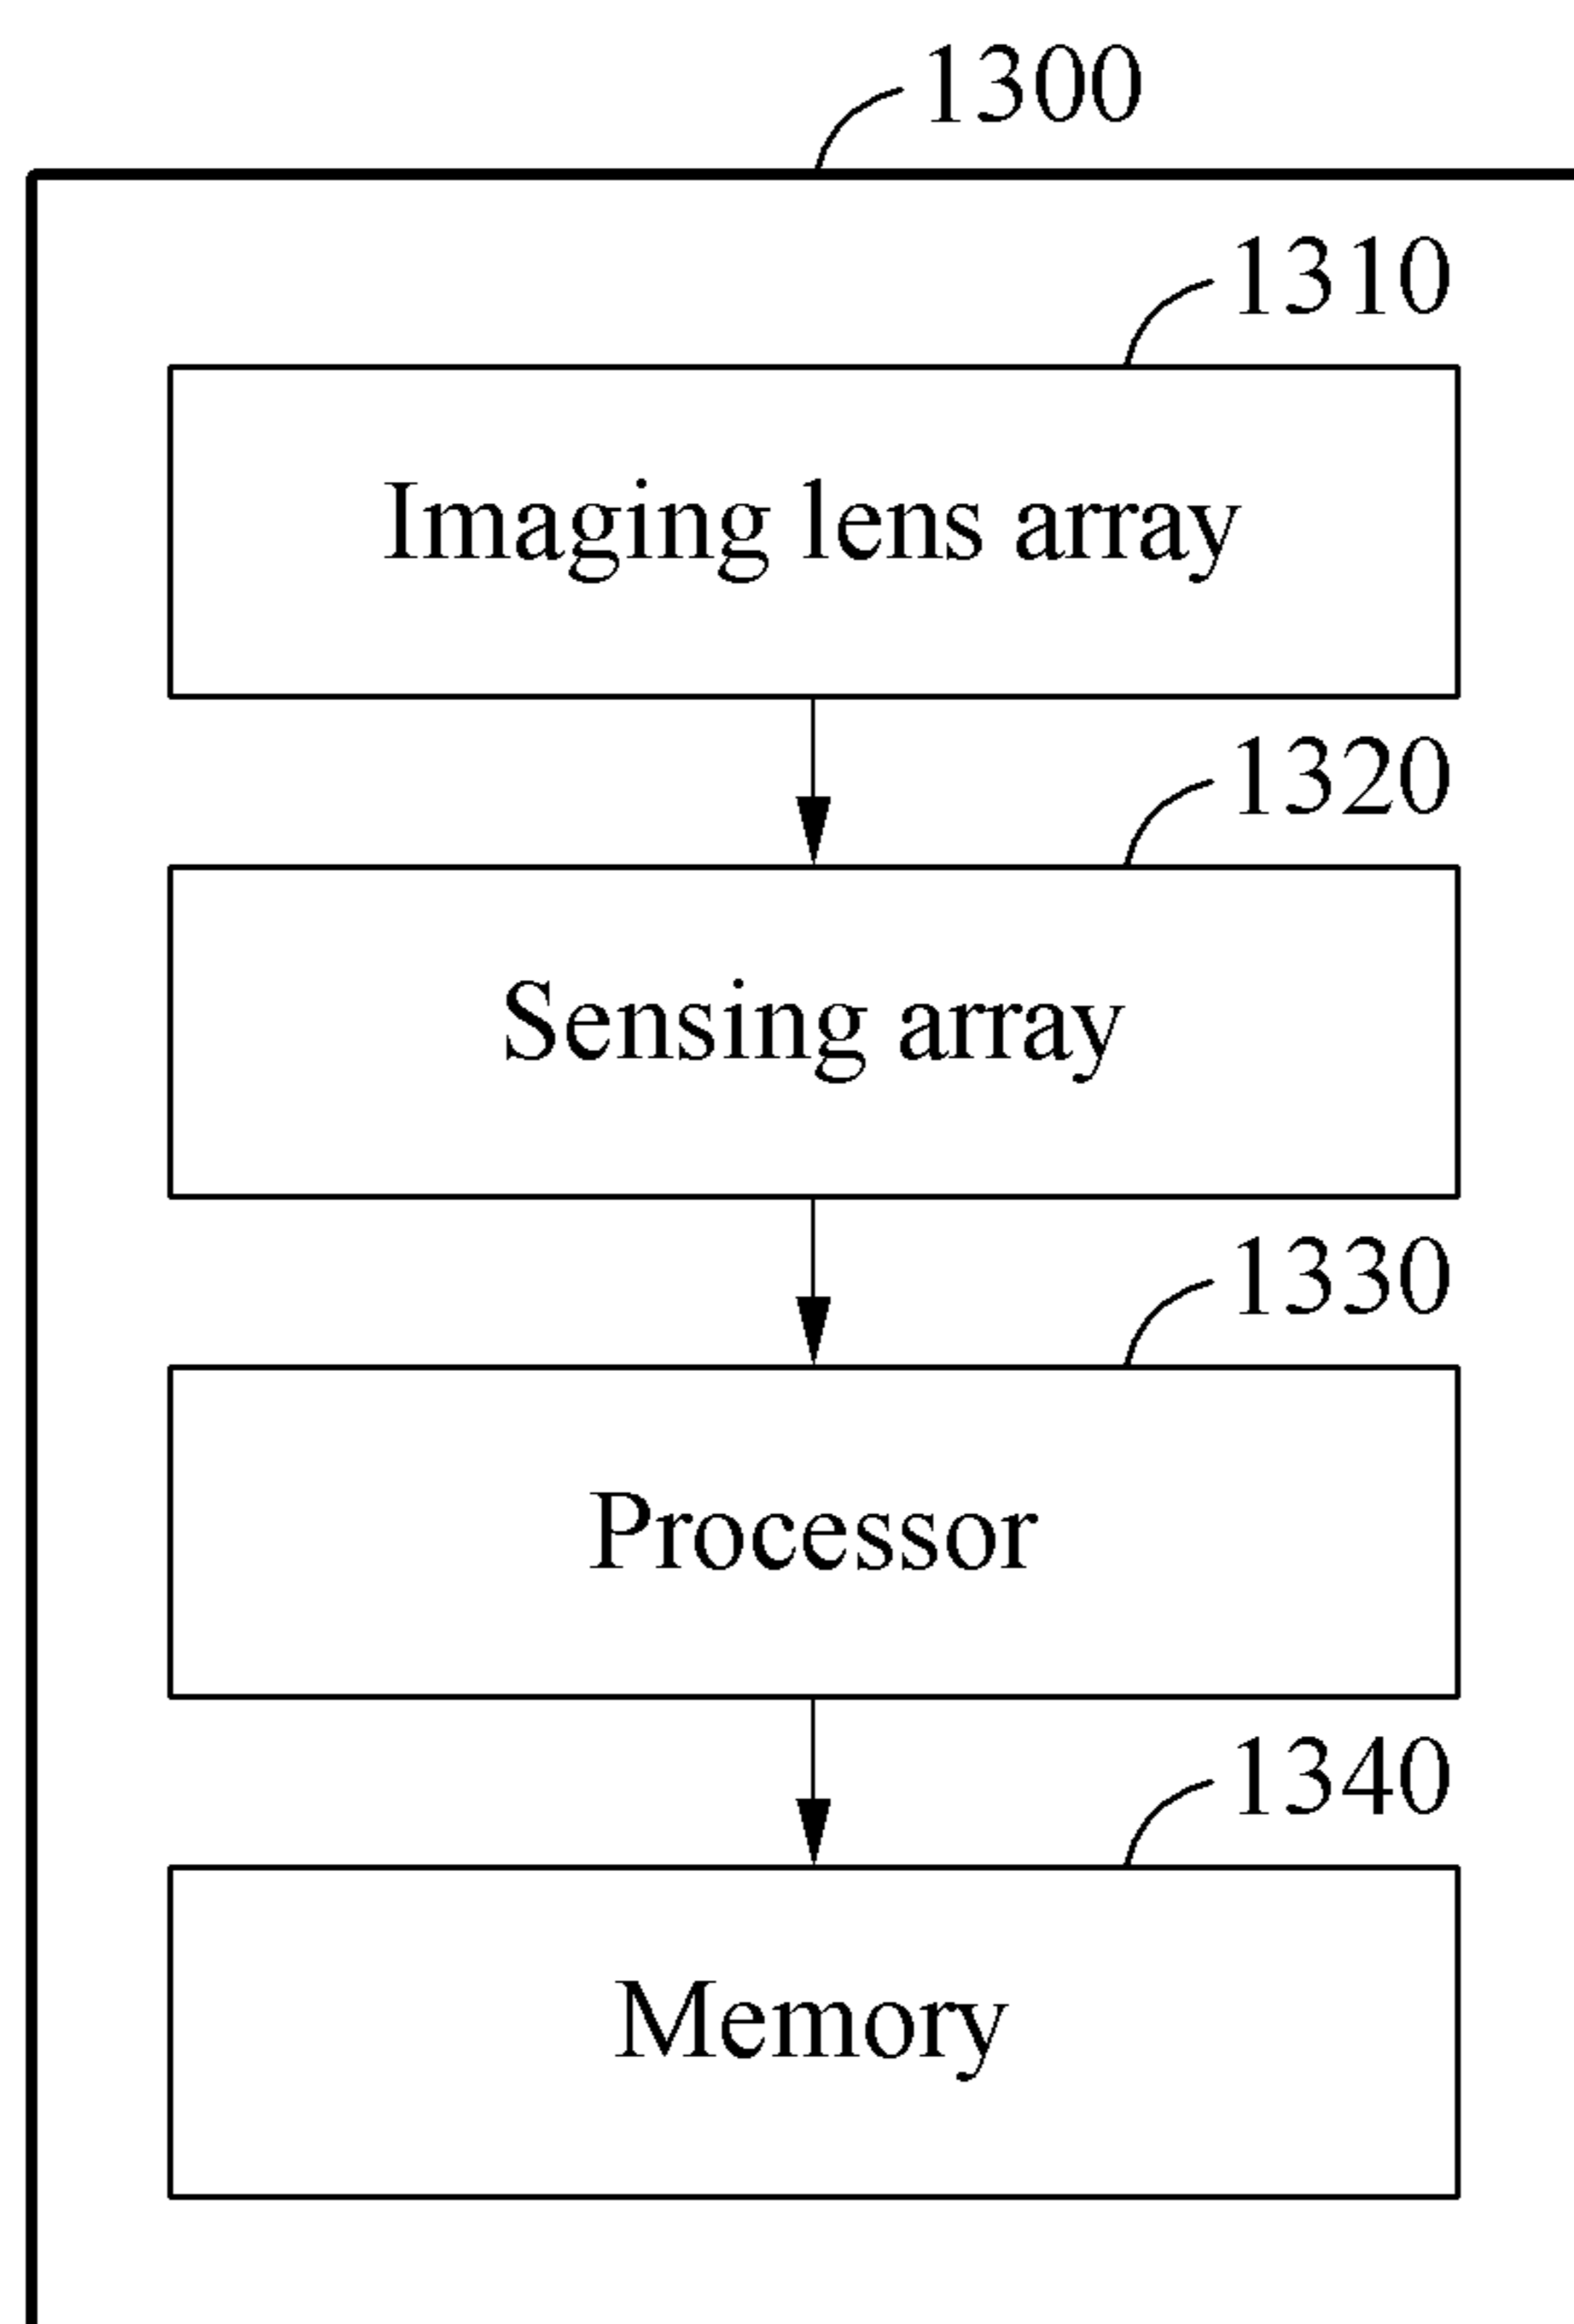 1300
1310
Imaging lens array
1320
Sensing array
1330
Processor
1340
Memory